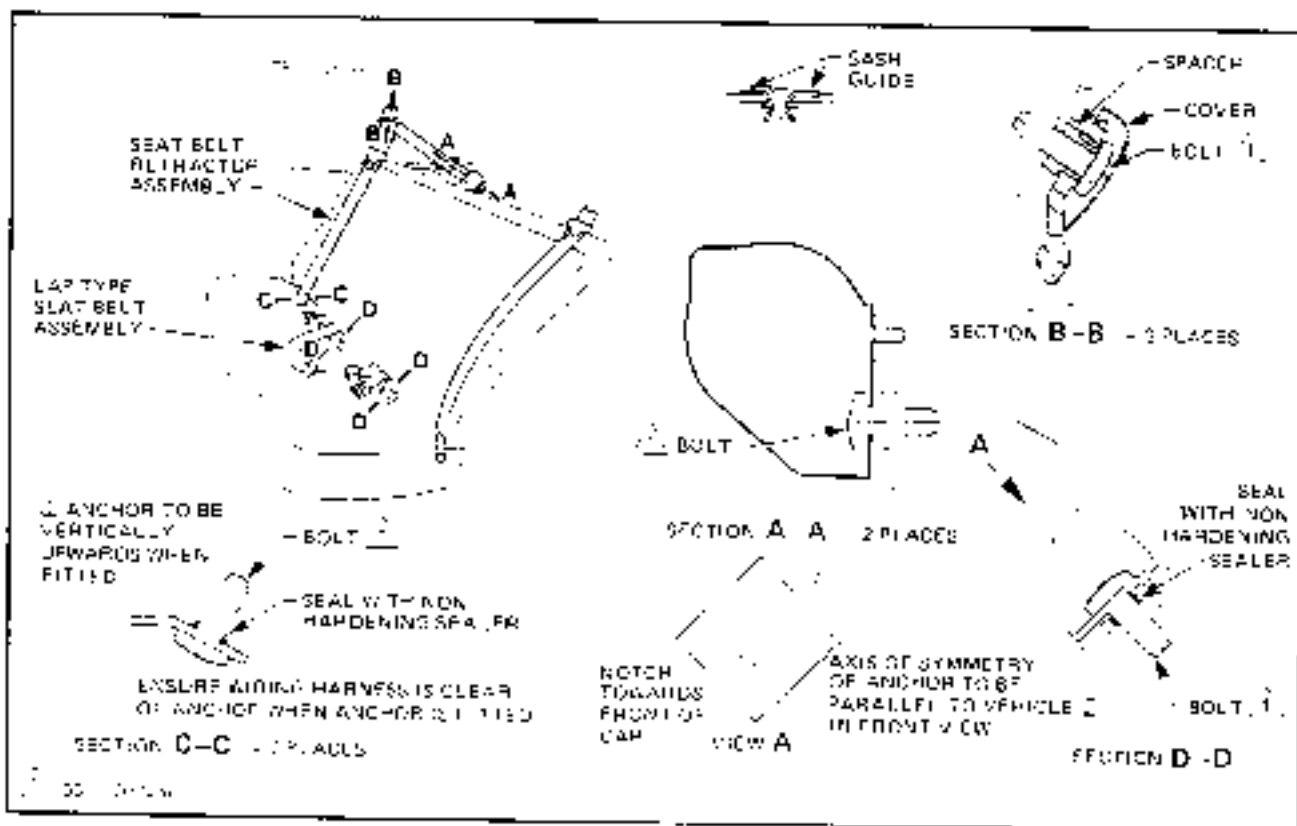 SASH
GUIDE
COVER
BOLT
B
B
A
A
SEAT BELT
ASSEMBLY
C C
D
D
D
D
SEAT BELT
ASSEMBLY
SECTION B-B - PLACES
BOLT
A
SEAL
WITH NON
HARDENING
SEALER
ANCHOR TO BE
VERTICALLY
UPWARDS WHEN
FITTED
BOLT
SECTION A A 2 PLACES
SEAL WITH NON
HARDENING SEALER
ENSURE WIRING HARNESS IS CLEAR
OF ANCHOR WHEN ANCHOR IS FITTED
SECTION C-C - PLACES
NOTCH
TOWARDS
FRONT OF
CAR
VIEW A
AXIS OF SYMMETRY
OF ANCHOR TO BE
PARALLEL TO VEHICLE
IN FRONT VIEW
BOLT
SECTION D-D